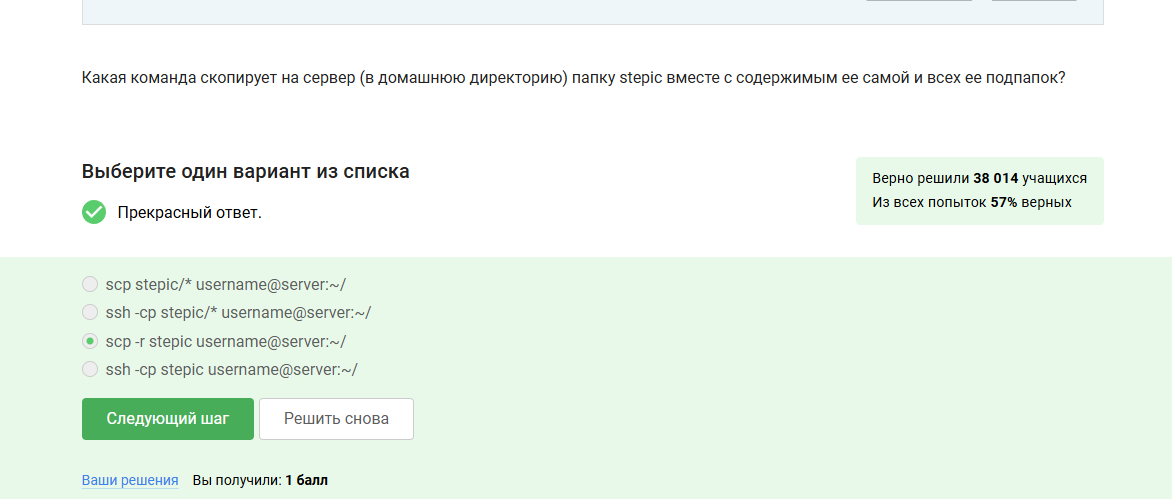 Какая команда скопирует на сервер (в домашнюю директорию) папку stepic вместе с содержимым ее самой и всех ее подпапок?
Выберите один вариант из списка
Прекрасный ответ.
Верно решили 38 014 учащихся
Из всех попыток 57% верных
scp stepic/* username@server:~/
ssh -cp stepic/* username@server:~/
scp -r stepic username@server:~/
ssh -cp stepic username@server:~/
Следующий шаг
Решить снова
Ваши решения Вы получили: 1 балл